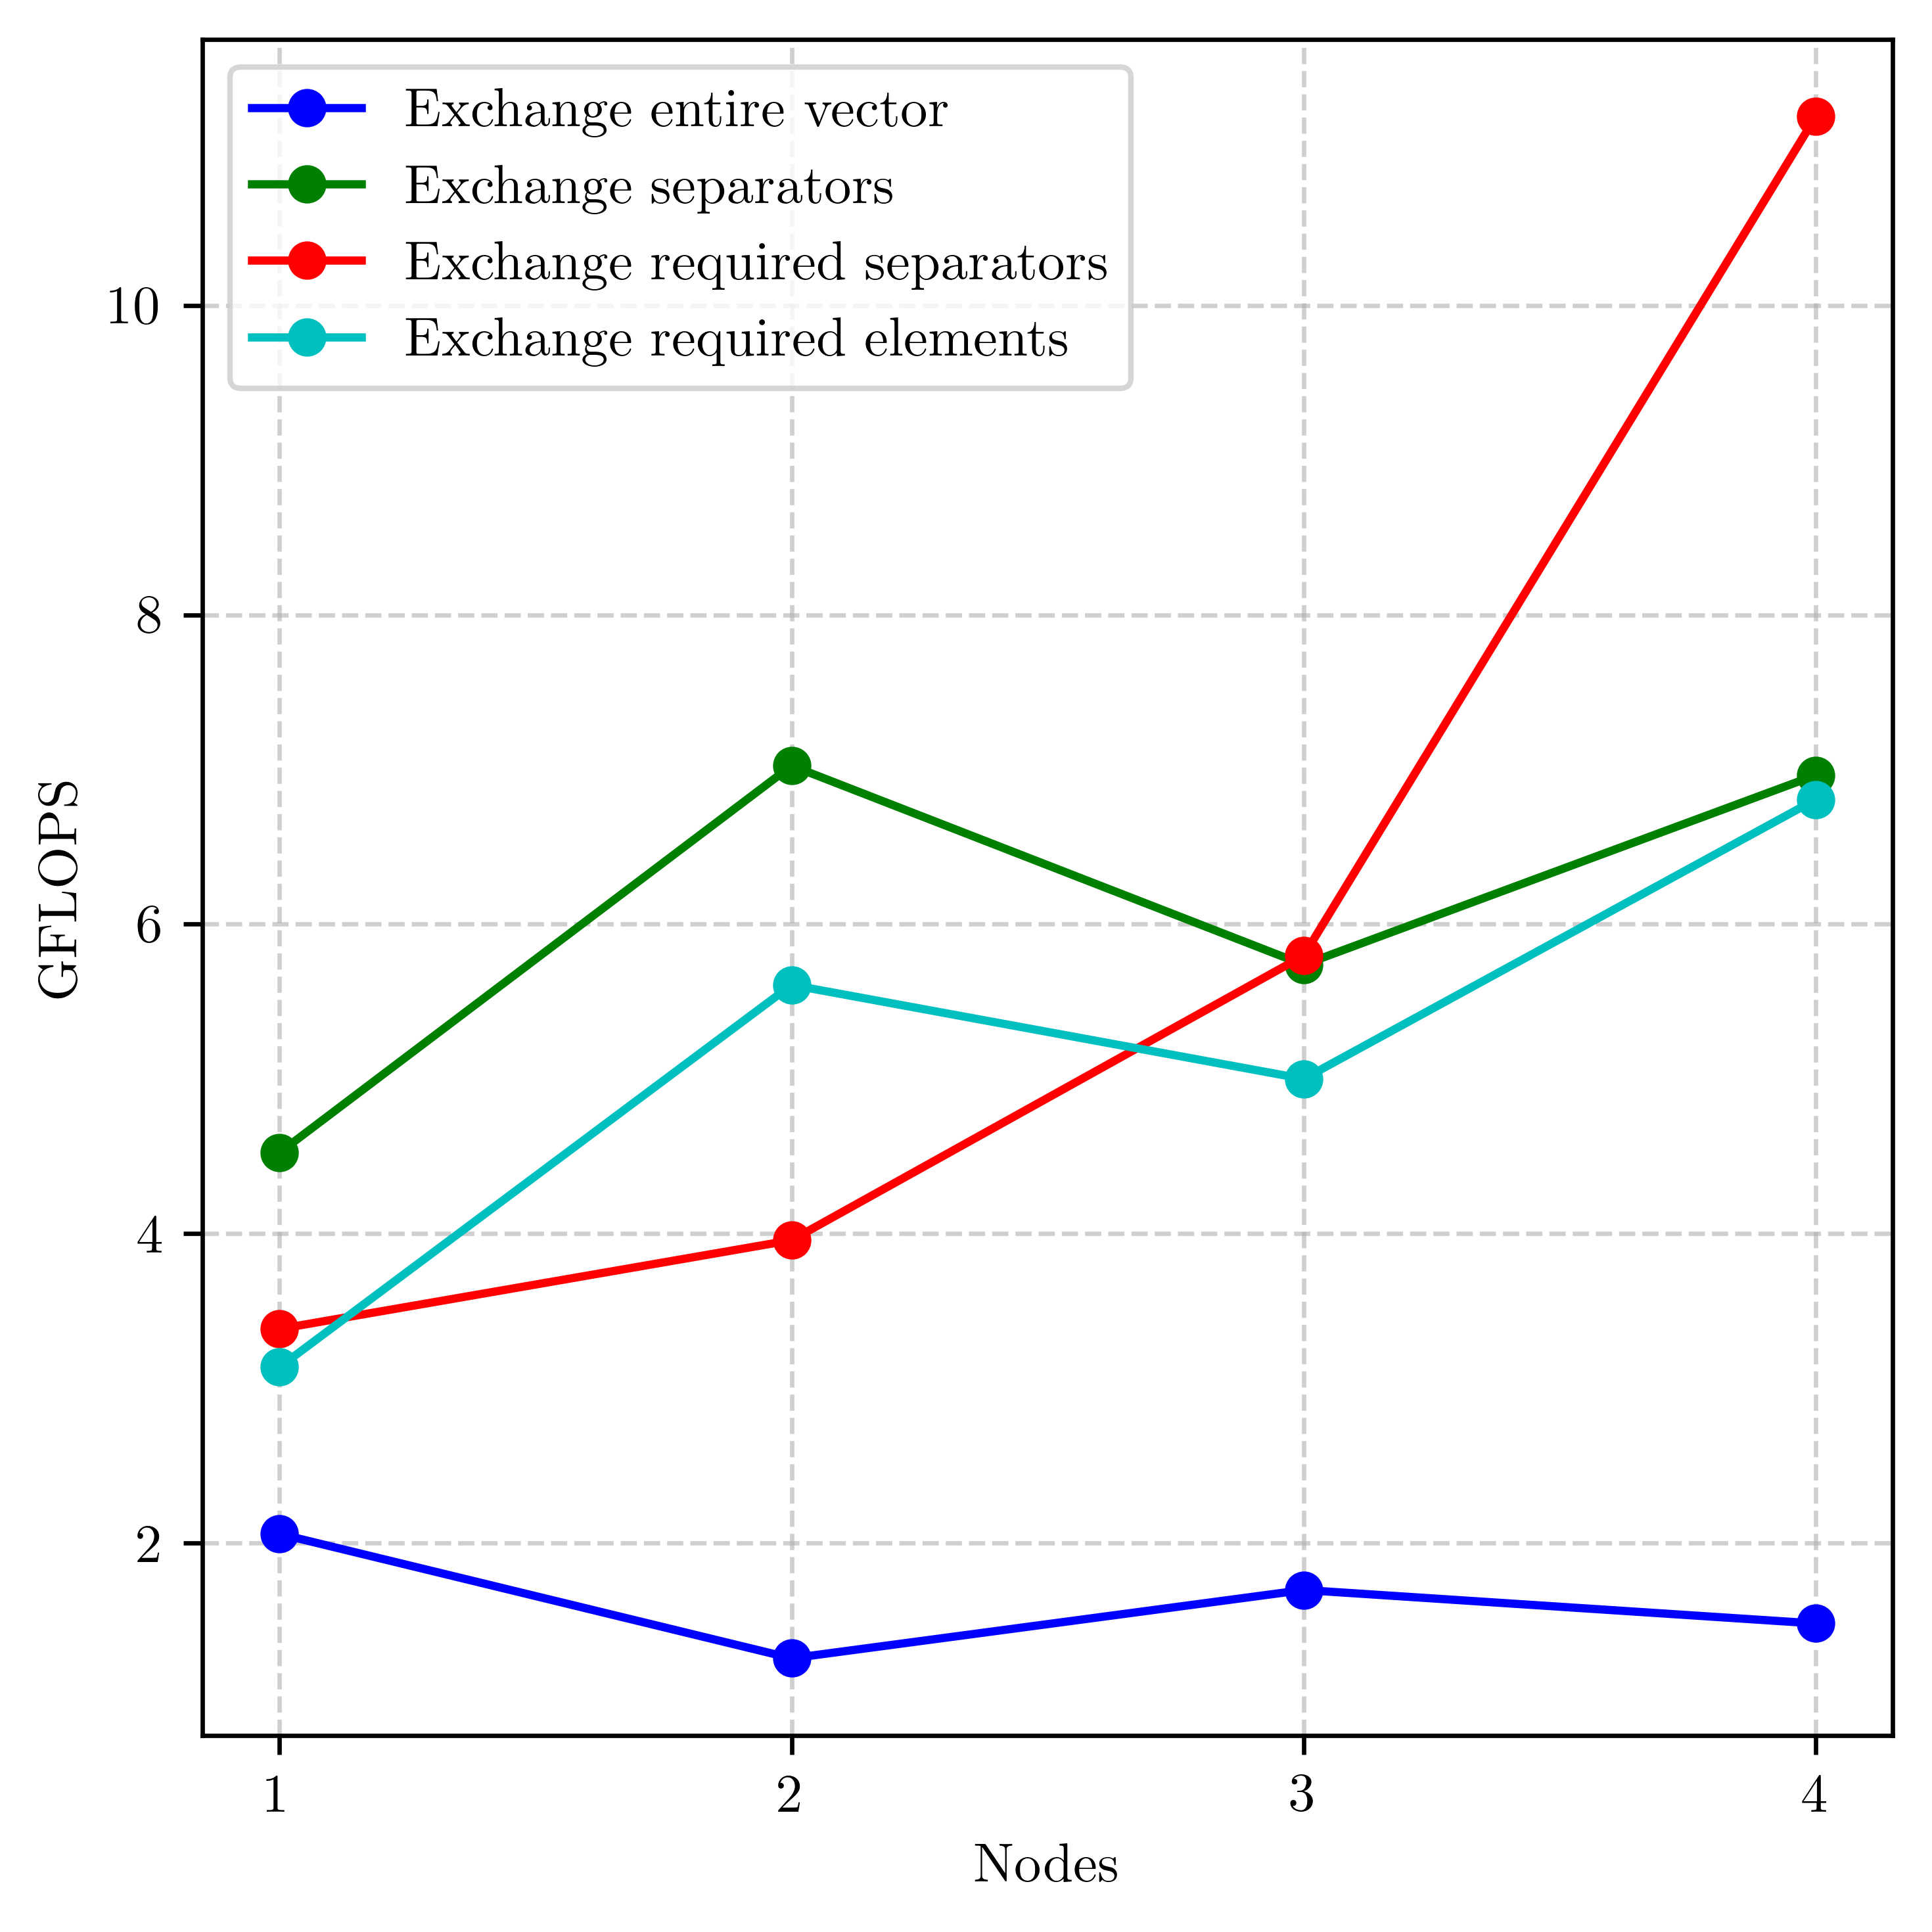 Exchange entire vector
Exchange separators
Exchange required separators
Exhange required elements
10
8
6
4
2
GFLOPS
1 2 3 4
Nodes